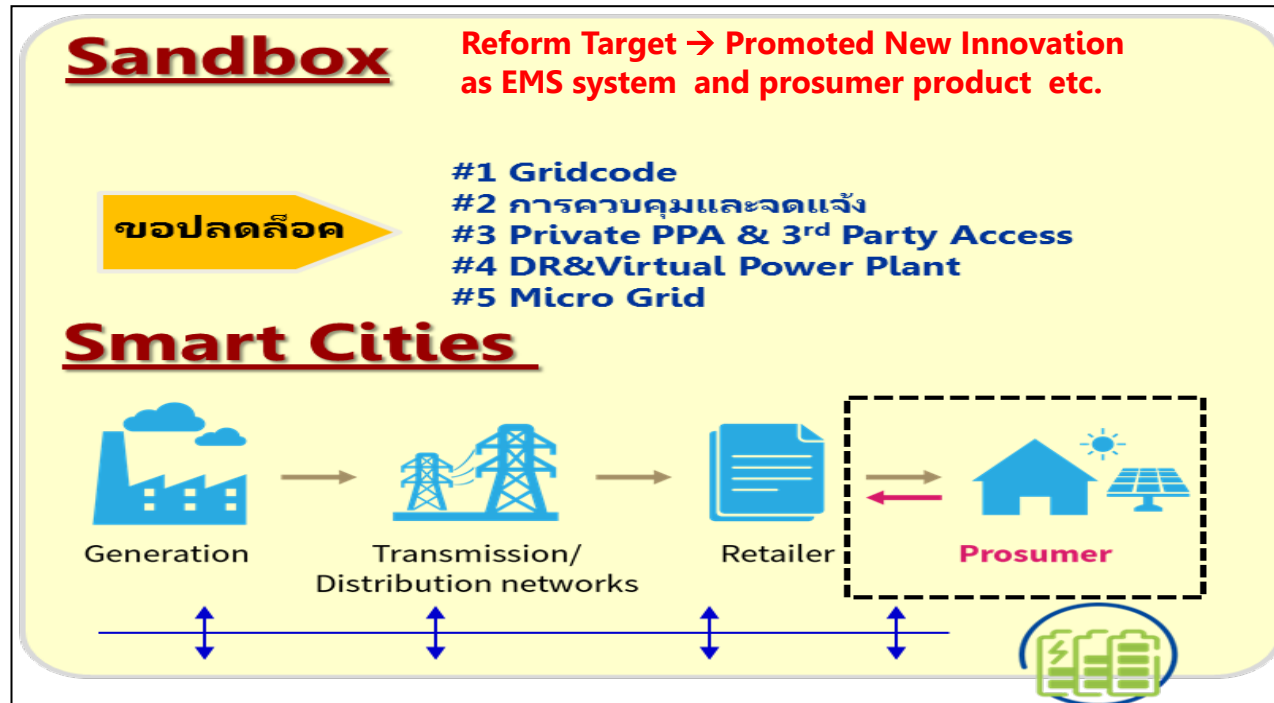 Sandbox
Reform Target → Promoted New Innovation
as EMS system and prosumer product etc.
ขอปลดล็อค
#1 Gridcode
#2 การควบคุมและจดแจ้ง
#3 Private PPA & 3rd Party Access
#4 DR&Virtual Power Plant
#5 Micro Grid
Smart Cities
Generation
Transmission/
Distribution networks
Retailer
Prosumer